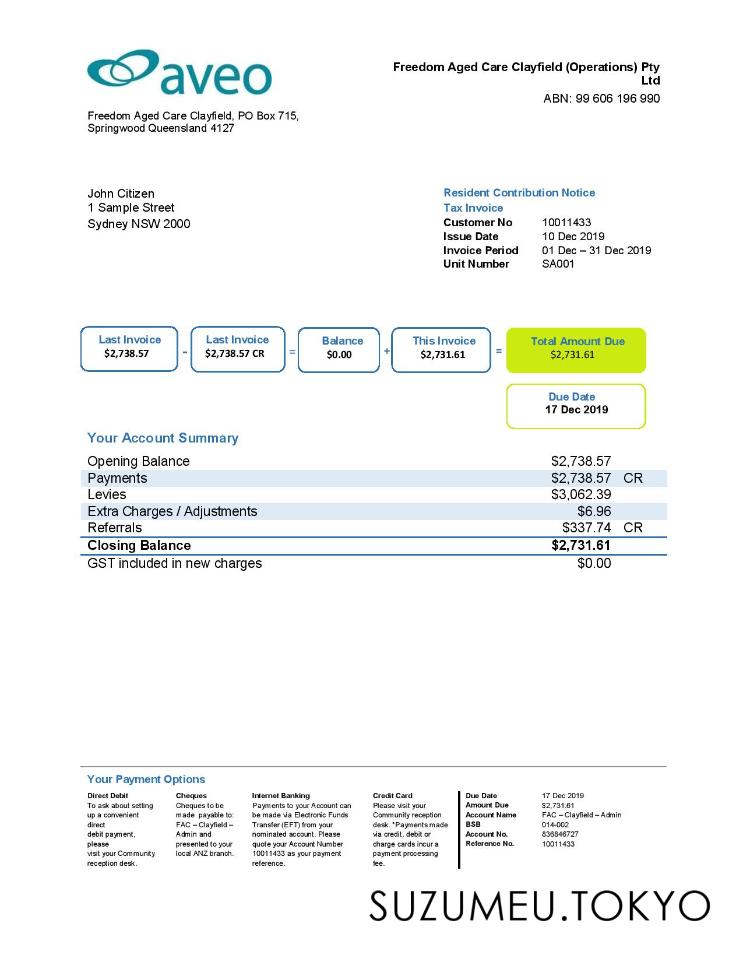 aveo
Freedom Aged Care Clayfield (Operations) Pty
Ltd
ABN: 99 606 196 990
Freedom Aged Care Clayfield, PO Box 715,
Springwood Queensland 4127
John Citizen
1 Sample Street
Sydney NSW 2000
Resident Contribution Notice
Tax Invoice
Customer No 10011433
Issue Date 10 Dec 2019
Invoice Period 01 Dec – 31 Dec 2019
Unit Number SA001
Last Invoice
$2,738.57
-
Last Invoice
$2,738.57 CR
=
Balance
$0.00
+
This Invoice
$2,731.61
=
Total Amount Due
$2,731.61
Due Date
17 Dec 2019
Your Account Summary
Opening Balance $2,738.57
Payments $2,738.57 CR
Levies $3,062.39
Extra Charges / Adjustments $6.96
Referrals $337.74 CR
Closing Balance $2,731.61
GST included in new charges $0.00
Your Payment Options
Direct Debit
To ask about setting
up a convenient
direct
debit payment,
please
visit your Community
reception desk.
Cheques
Cheques to be
made payable to:
FAC – Clayfield –
Admin and
presented to your
local ANZ branch.
Internet Banking
Payments to your Account can
be made via Electronic Funds
Transfer (EFT) from your
nominated account. Please
quote your Account Number
10011433 as your payment
reference.
Credit Card
Please visit your
Community reception
desk. *Payments made
via credit, debit or
charge cards incur a
payment processing
fee.
Due Date 17 Dec 2019
Amount Due $2,731.61
Account Name FAC – Clayfield – Admin
BSB 014-002
Account No. 836846727
Reference No. 10011433
SUZUMEU.TOKYO